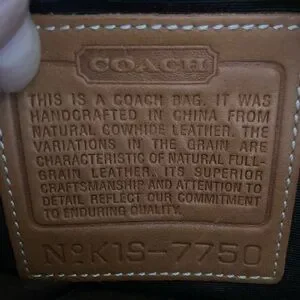 COACH
THIS IS A COACH BAG. IT WAS
HANDCRAFTED IN CHINA FROM
NATURAL COWHIDE LEATHER. THE
VARIATIONS IN THE GRAIN ARE
CHARACTERISTIC OF NATURAL FULL-
GRAIN LEATHER. ITS SUPERIOR
CRAFTSMANSHIP AND ATTENTION TO
DETAIL REFLECT OUR COMMITMENT
TO ENDURING QUALITY.
Nº K1S-7750